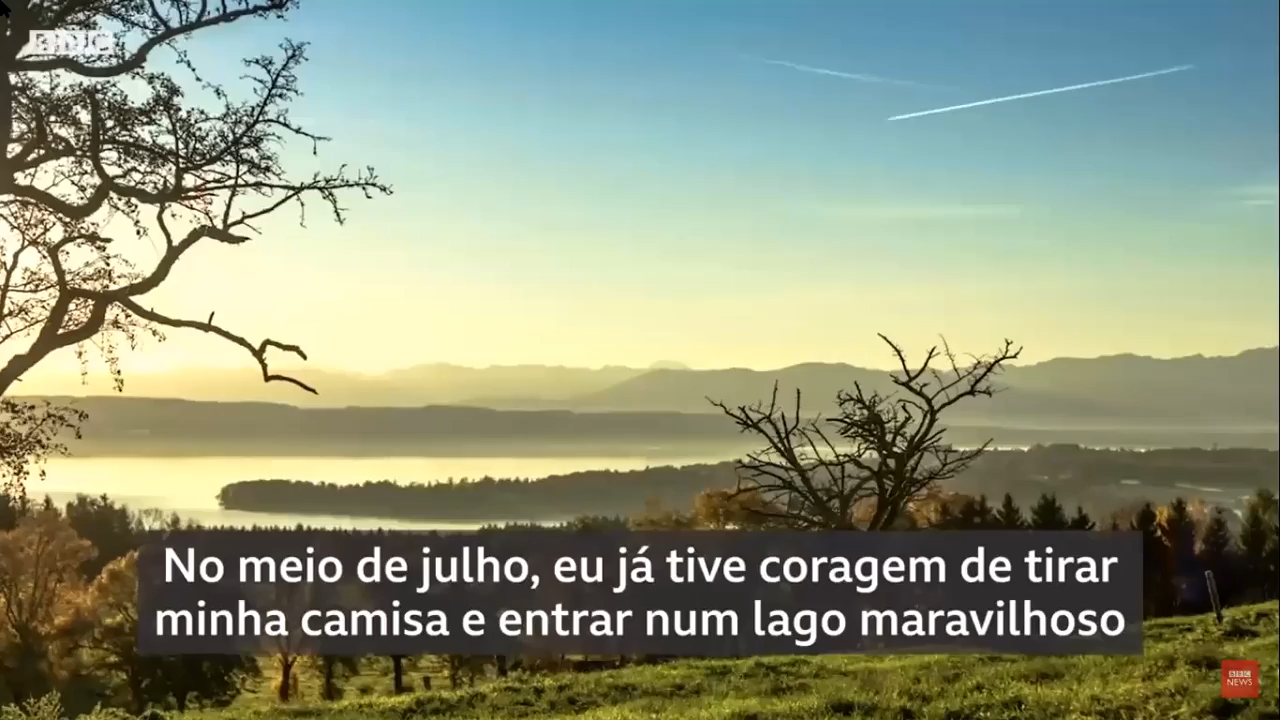 BBC
No meio de julho, eu já tive coragem de tirar
minha camisa e entrar num lago maravilhoso
BBC
NEWS